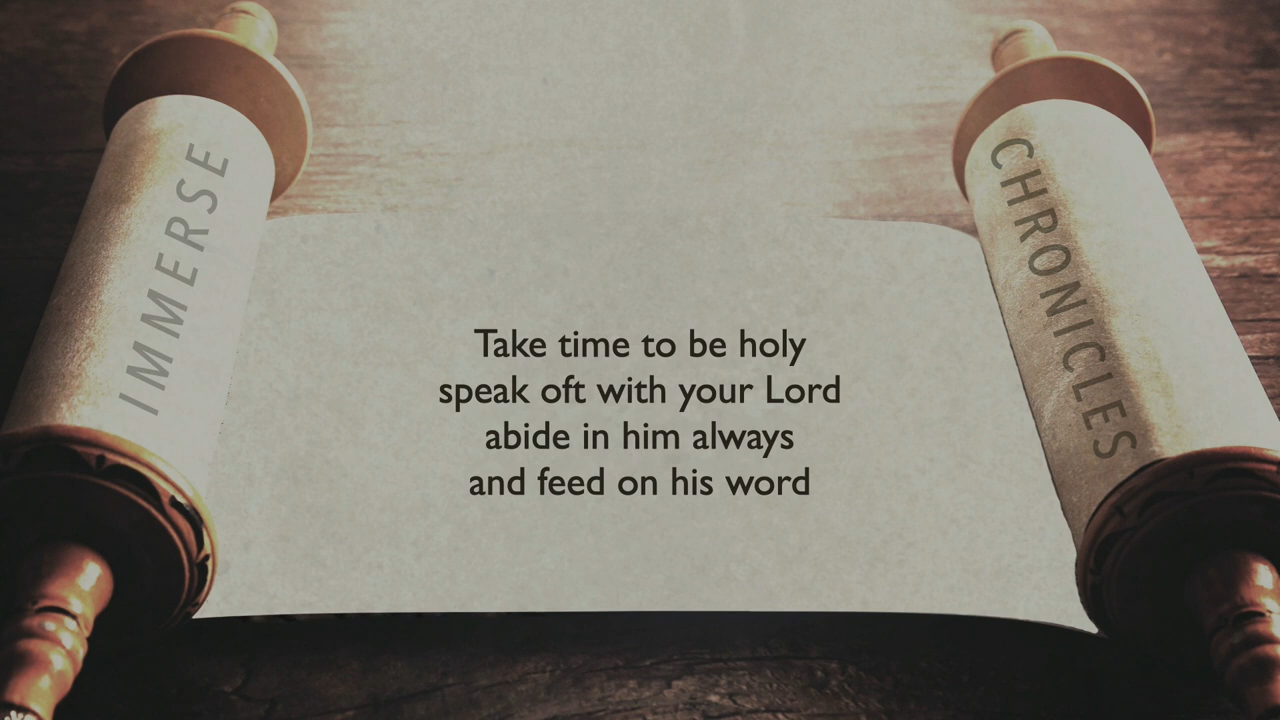 IMMERSE
CHRONICLES
Take time to be holy
speak oft with your Lord
abide in him always
and feed on his word